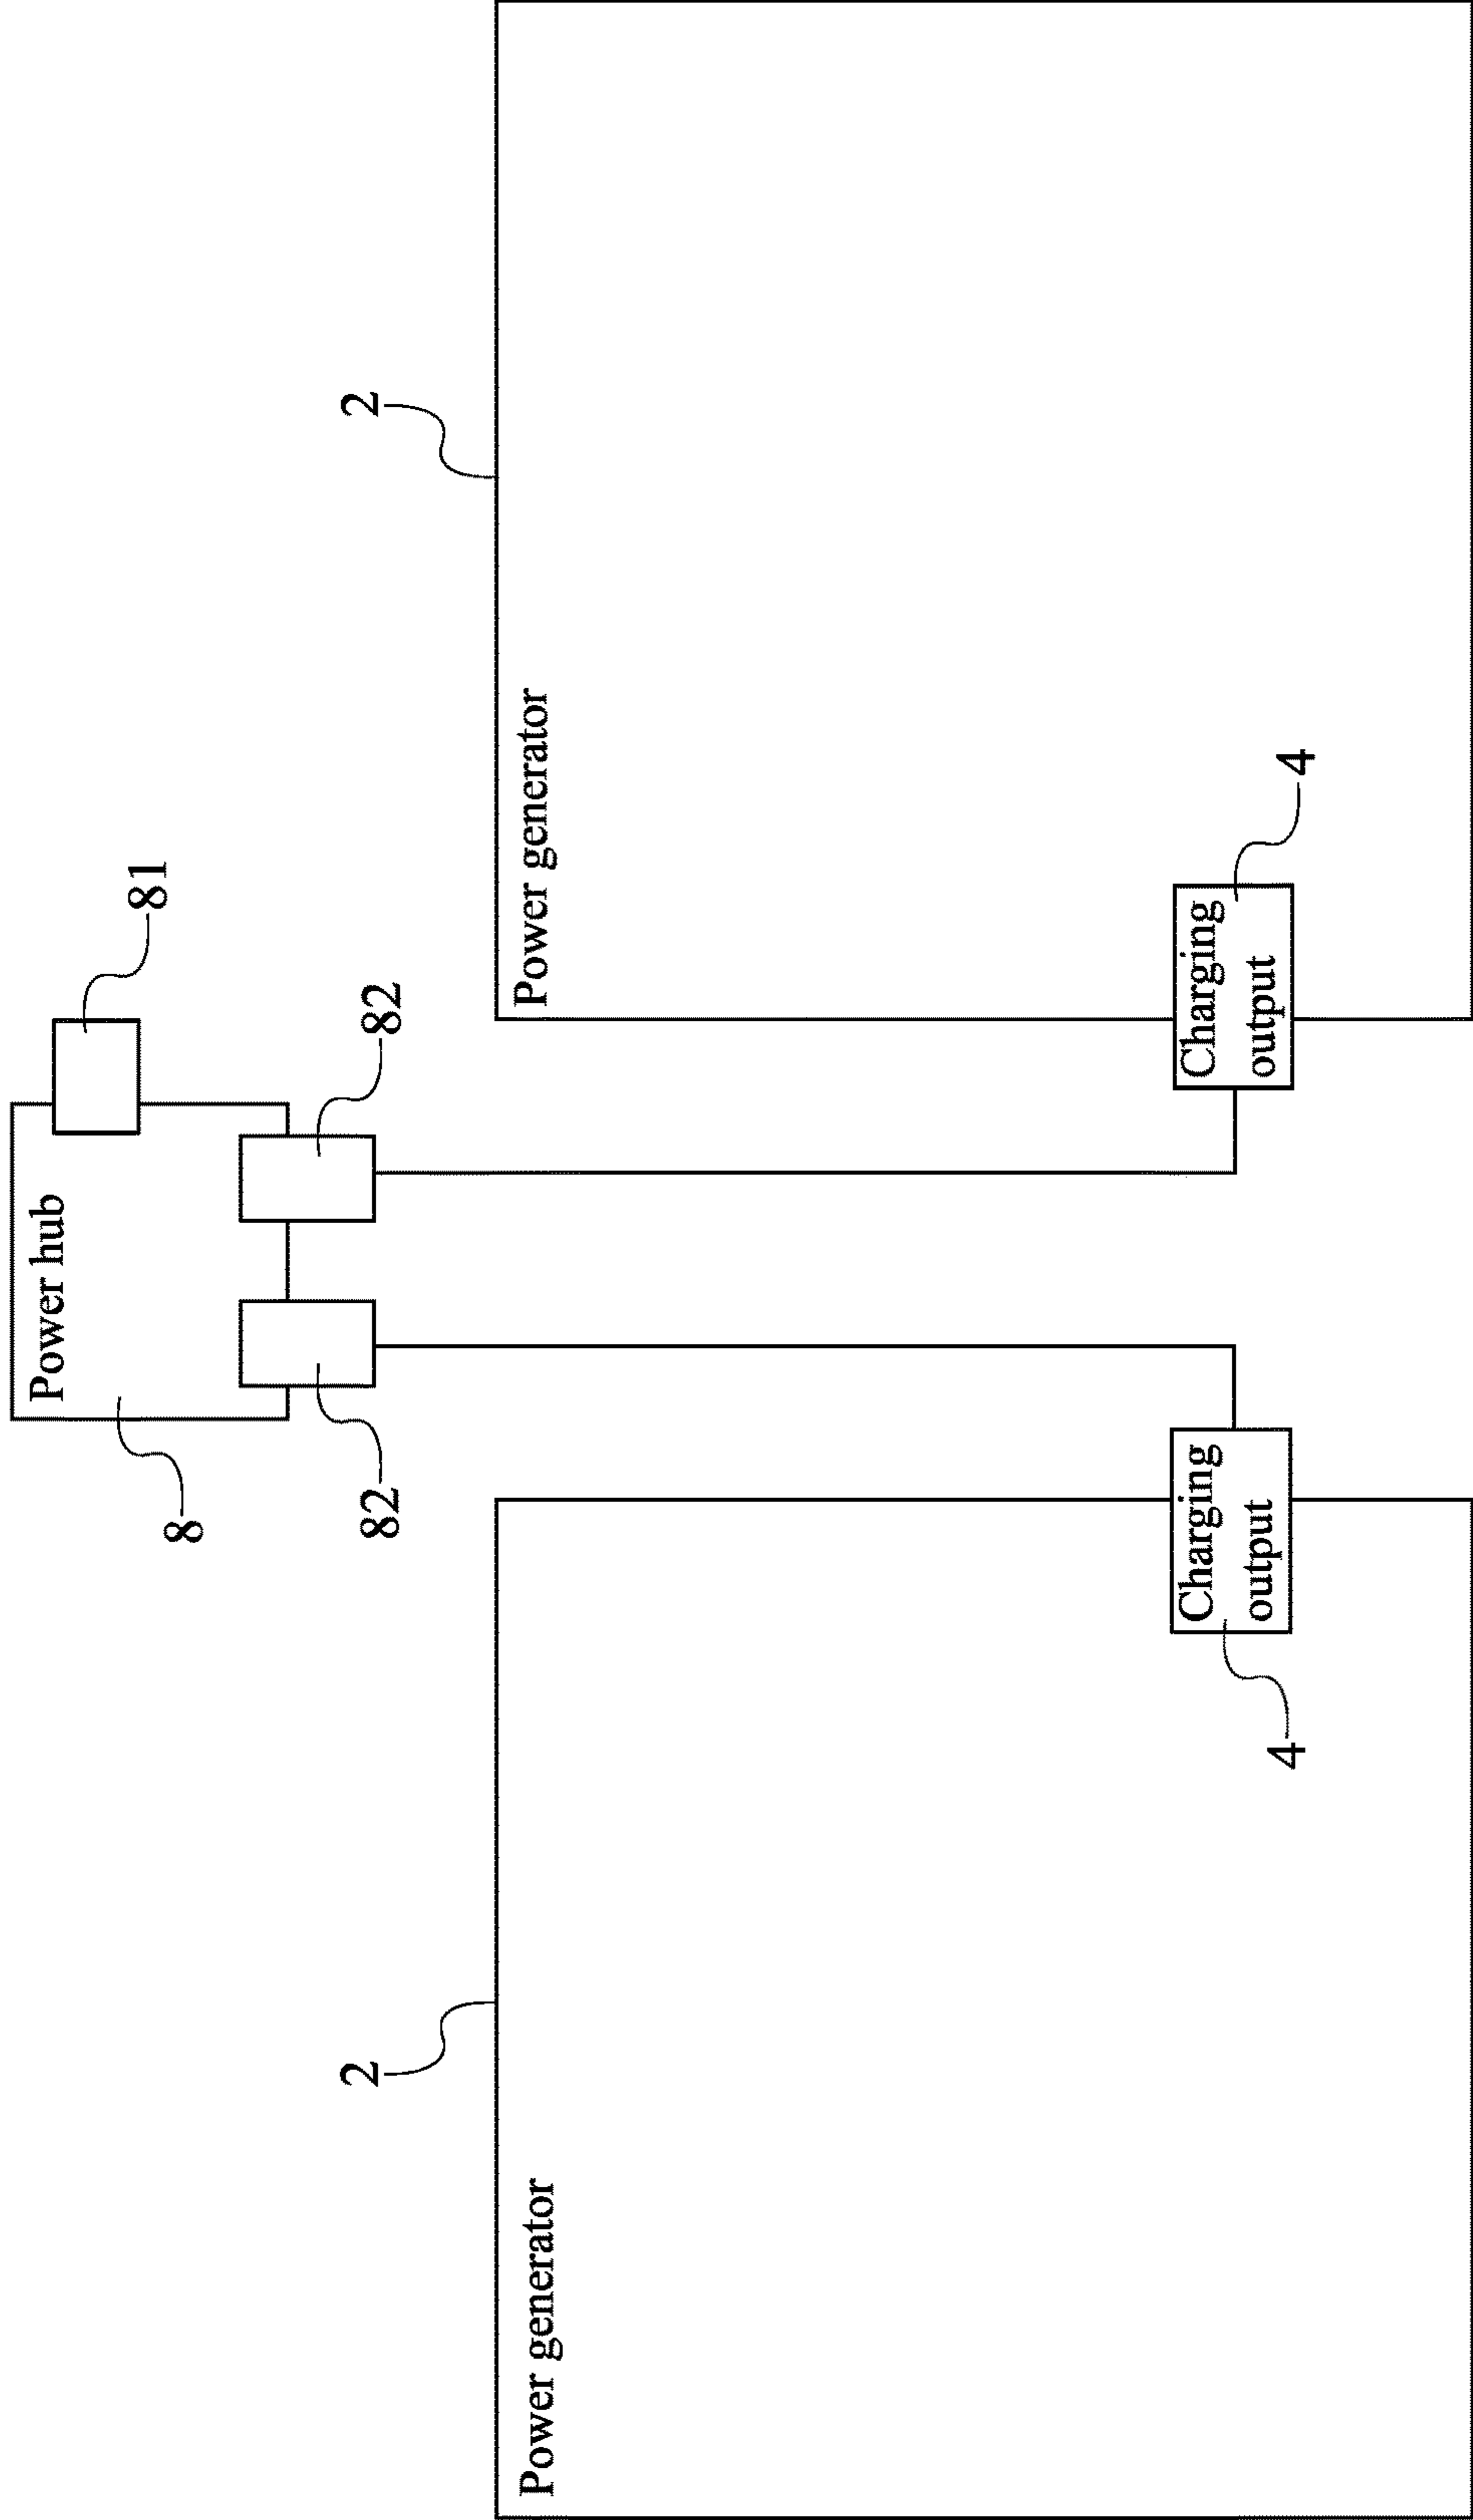 Power hub
81
8
82
82
2
2
Power generator
Power generator
Charging
output
4
Charging
output
4